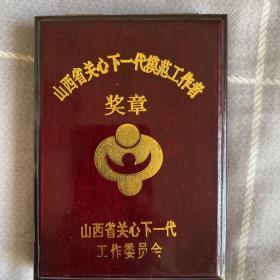 山西省关心下一代模范工作者
奖章
山西省关心下一代
工作委员会